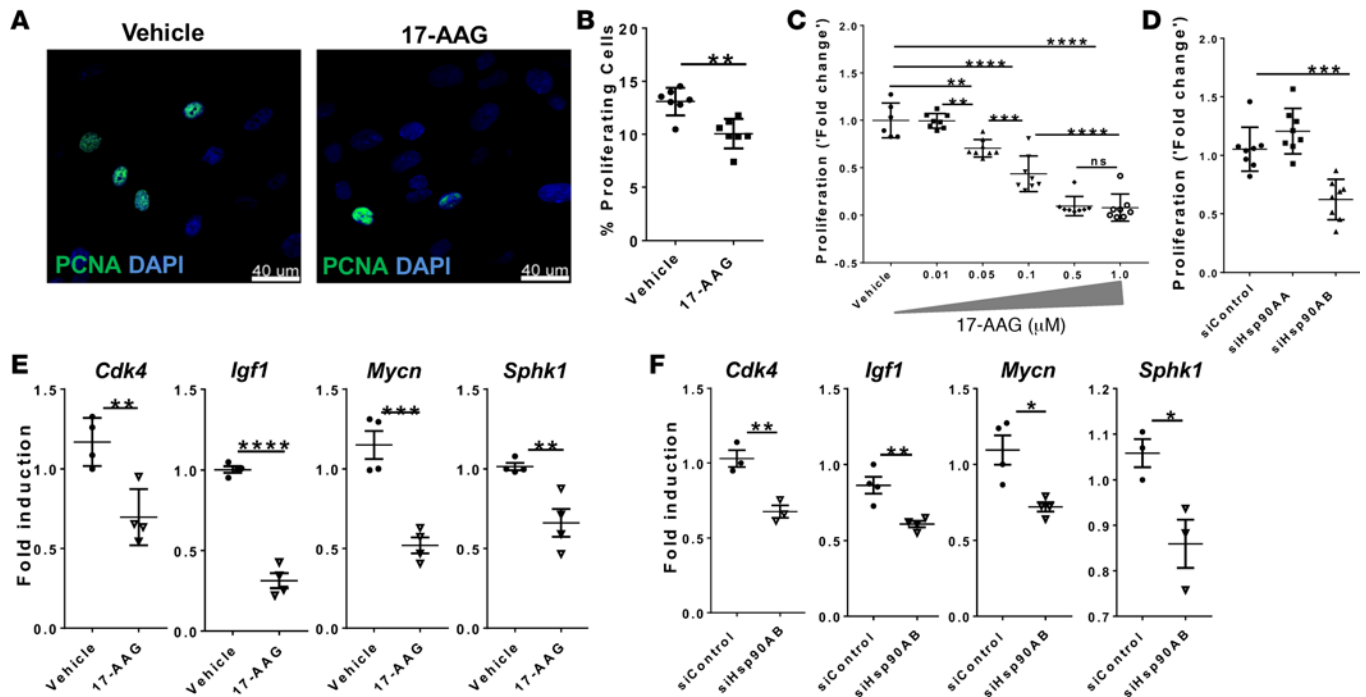 A
Vehicle
17-AAG
PCNA DAPI
40 um
PCNA DAPI
40 um
B
% Proliferating Cells
20
15
10
5
0
**
Vehicle
17-AAG
C
Proliferation ('Fold change')
2.0
1.5
1.0
0.5
0.0
-0.5
****
****
**
**
***
****
ns
Vehicle
0.01
0.05
0.1
0.5
1.0
17-AAG (μM)
D
Proliferation ('Fold change')
2.0
1.5
1.0
0.5
0.0
***
siControl
siHsp90AA
siHsp90AB
E
Fold induction
Cdk4
1.5
1.0
0.5
0.0
**
Vehicle
17-AAG
Igf1
1.5
1.0
0.5
0.0
****
Vehicle
17-AAG
Mycn
1.5
1.0
0.5
0.0
***
Vehicle
17-AAG
Sphk1
1.5
1.0
0.5
0.0
**
Vehicle
17-AAG
F
Fold induction
Cdk4
1.5
1.0
0.5
0.0
**
siControl
siHsp90AB
Igf1
1.5
1.0
0.5
0.0
**
siControl
siHsp90AB
Mycn
1.5
1.0
0.5
0.0
*
siControl
siHsp90AB
Sphk1
1.2
1.1
1.0
0.9
0.8
0.7
*
siControl
siHsp90AB